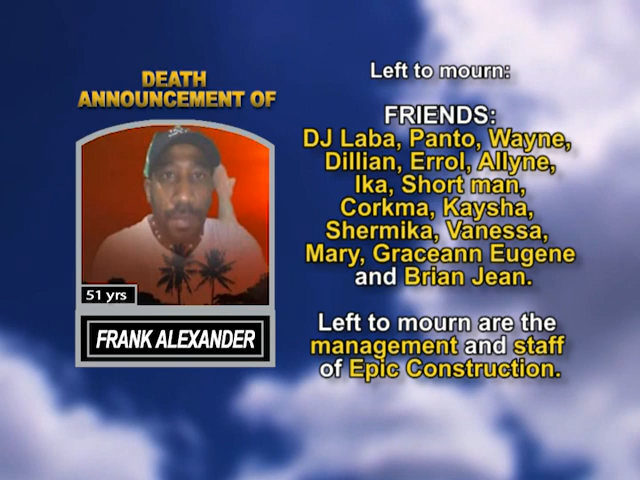 DEATH
ANNOUNCEMENT OF
51 yrs
FRANK ALEXANDER
Left to mourn:
FRIENDS:
DJ Laba, Panto, Wayne,
Dillian, Errol, Allyne,
Ika, Short man,
Corkma, Kaysha,
Shermika, Vanessa,
Mary, Graceann Eugene
and Brian Jean.
Left to mourn are the
management and staff
of Epic Construction.